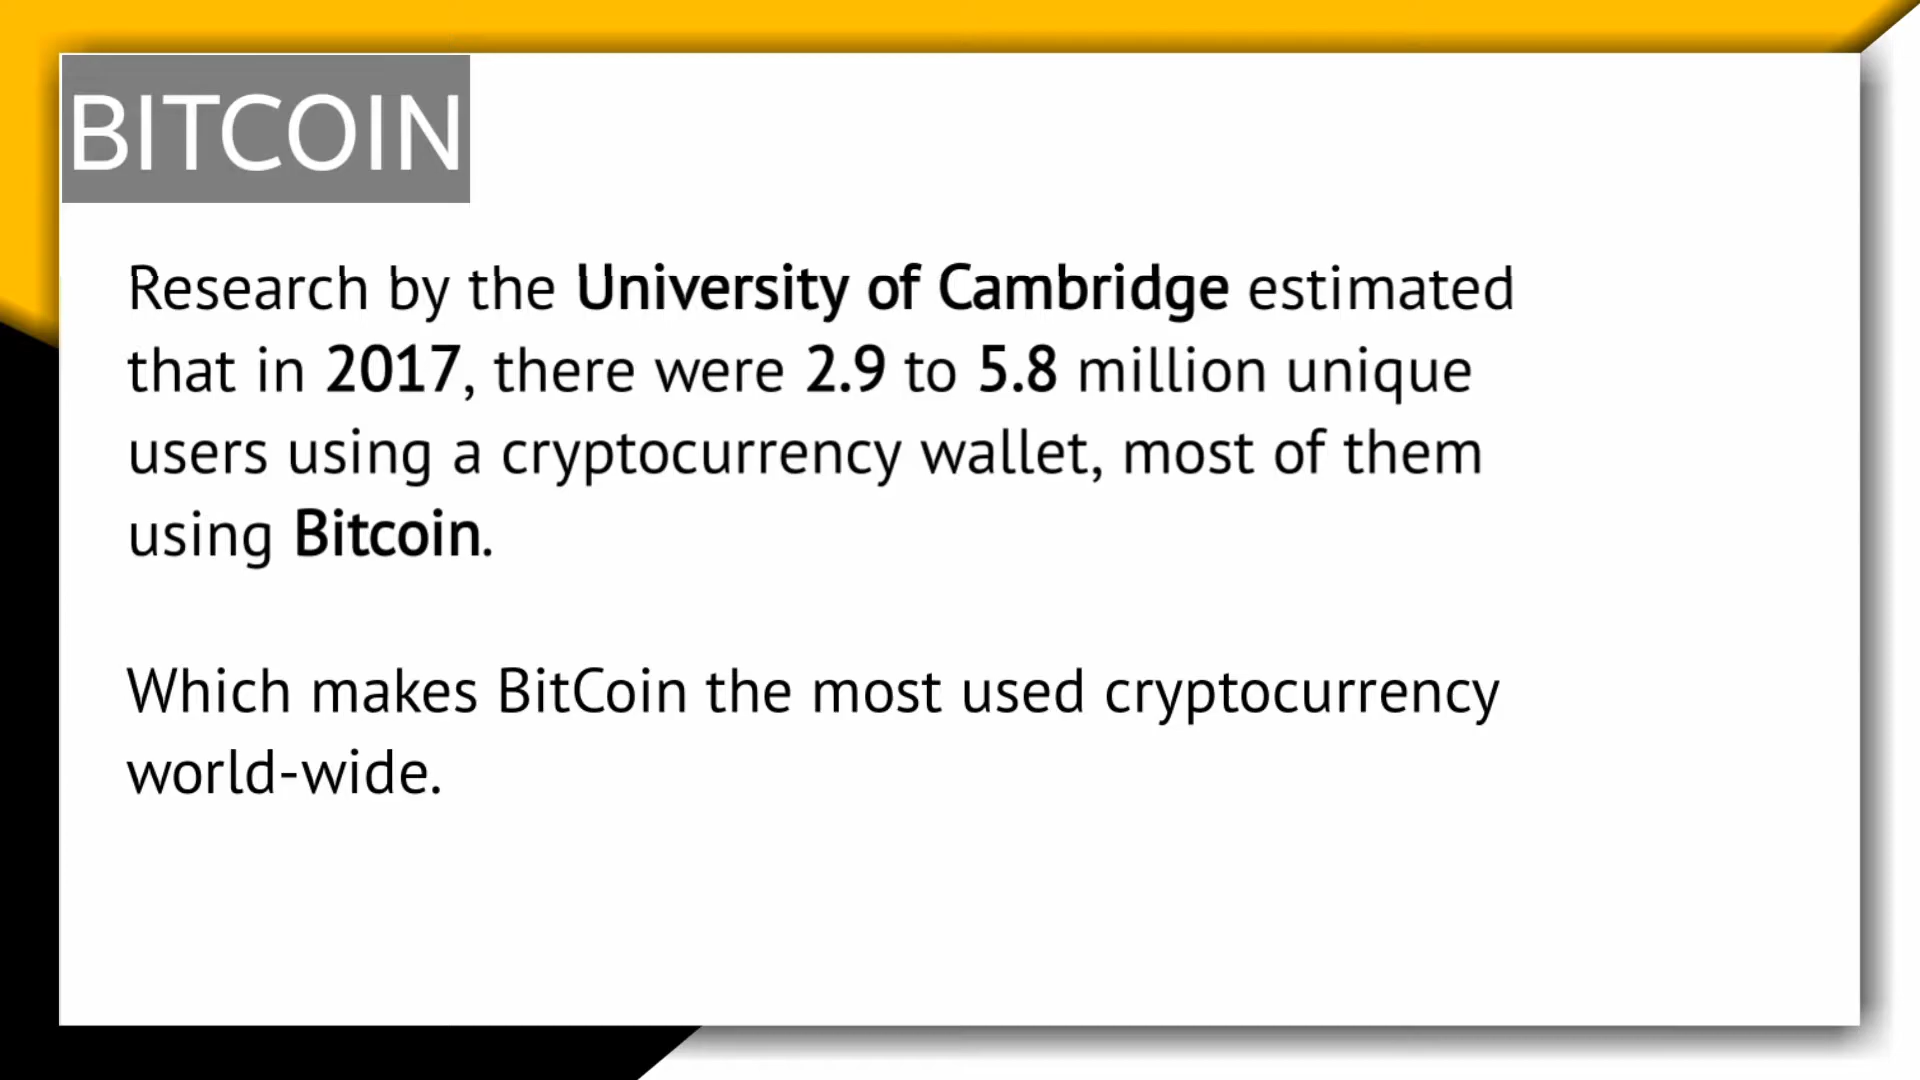 BITCOIN
Research by the University of Cambridge estimated
that in 2017, there were 2.9 to 5.8 million unique
users using a cryptocurrency wallet, most of them
using Bitcoin.
Which makes BitCoin the most used cryptocurrency
world-wide.